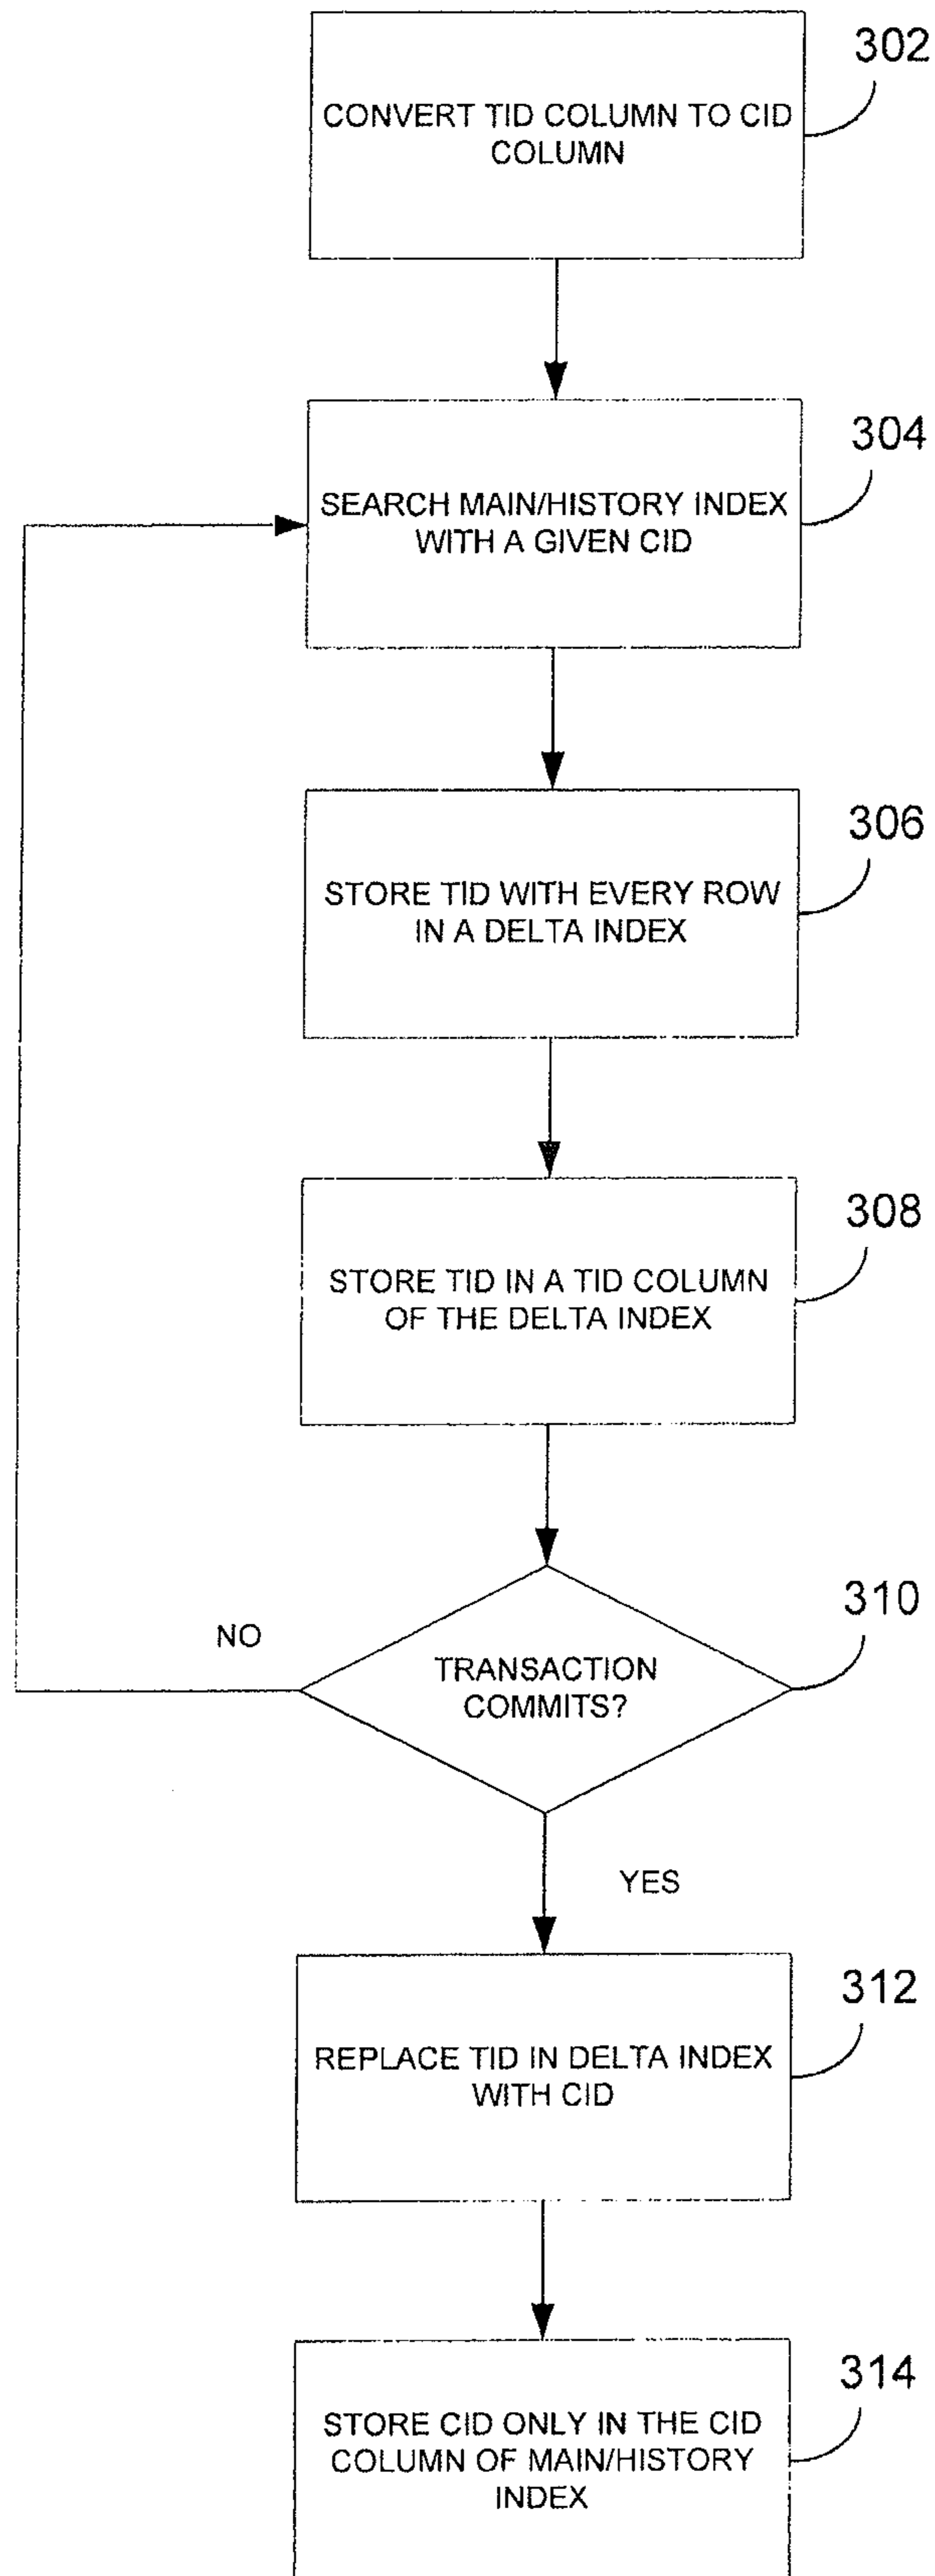 302
CONVERT TID COLUMN TO CID
COLUMN
304
SEARCH MAIN/HISTORY INDEX
WITH A GIVEN CID
306
STORE TID WITH EVERY ROW
IN A DELTA INDEX
308
STORE TID IN A TID COLUMN
OF THE DELTA INDEX
310
NO
TRANSACTION
COMMITS?
YES
312
REPLACE TID IN DELTA INDEX
WITH CID
314
STORE CID ONLY IN THE CID
COLUMN OF MAIN/HISTORY
INDEX